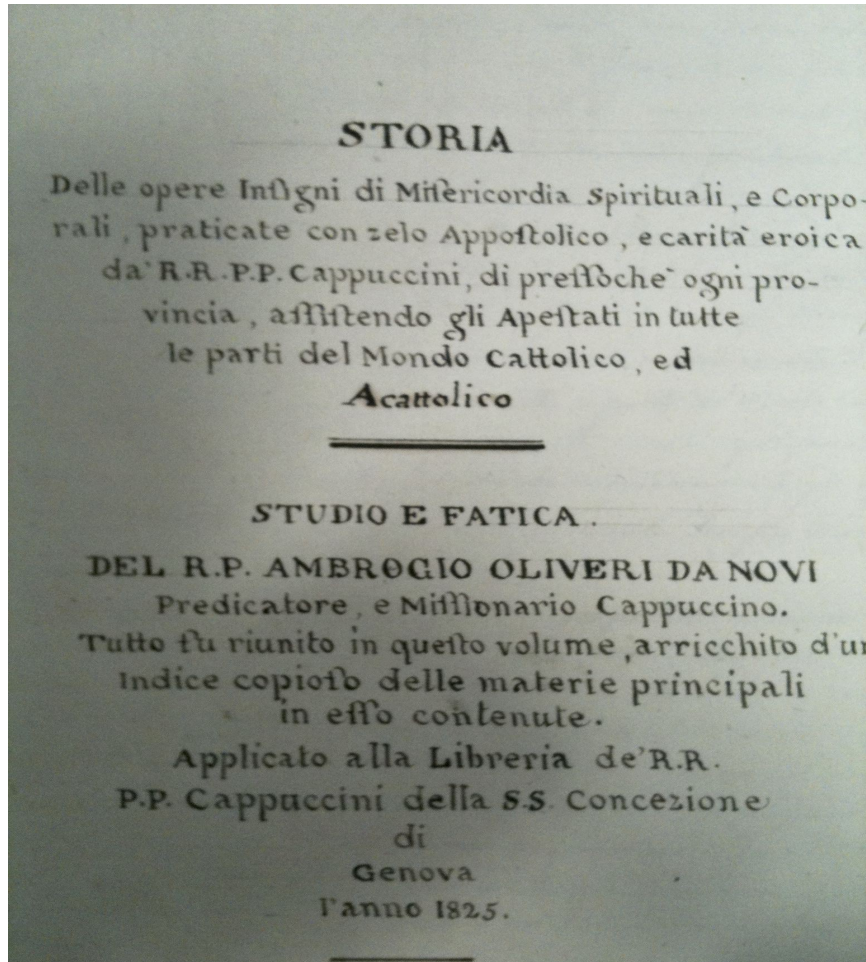 STORIA
Delle opere Inſigni di Miſericordia Spirituali, e Corpo-
rali, praticate con zelo Appoſtolico, e carità eroica
da' R.R.P.P. Cappuccini, di preſſochè ogni pro-
vincia, aſſiſtendo gli Apeſtati in tutte
le parti del Mondo Cattolico, ed
Acattolico
STUDIO E FATICA.
DEL R.P. AMBROGIO OLIVERI DA NOVI
Predicatore, e Miſſionario Cappuccino.
Tutto fu riunito in queſto volume, arricchito d'un
Indice copioſo delle materie principali
in eſſo contenute.
Applicato alla Libreria de' R.R.
P.P. Cappuccini della S.S. Concezione
di
Genova
l'anno 1825.